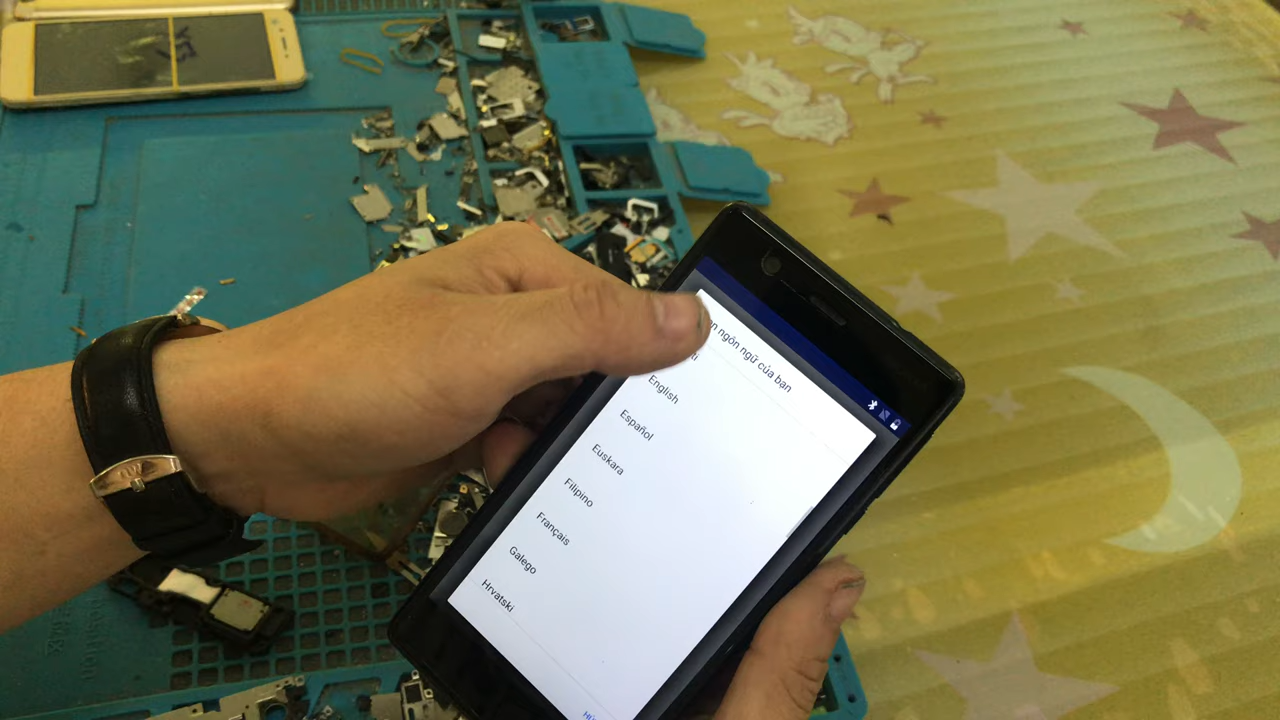 ngôn ngữ của bạn
English
Español
Euskara
Filipino
Français
Galego
Hrvatski